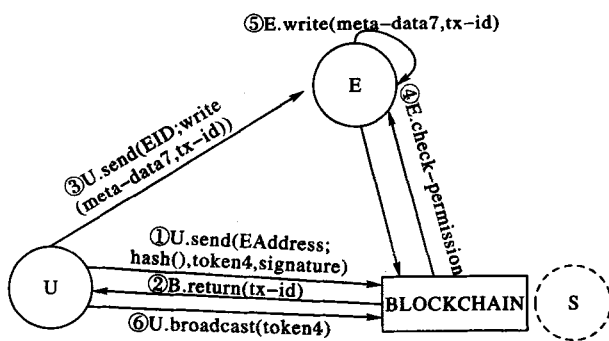 ⑤E.write(meta-data7,tx-id)
E
④E.check-permission
③U.send(EID;write
(meta-data7,tx-id))
①U.send(EAddress;
hash(),token4,signature)
U
②B.return(tx-id)
BLOCKCHAIN
S
⑥U.broadcast(token4)